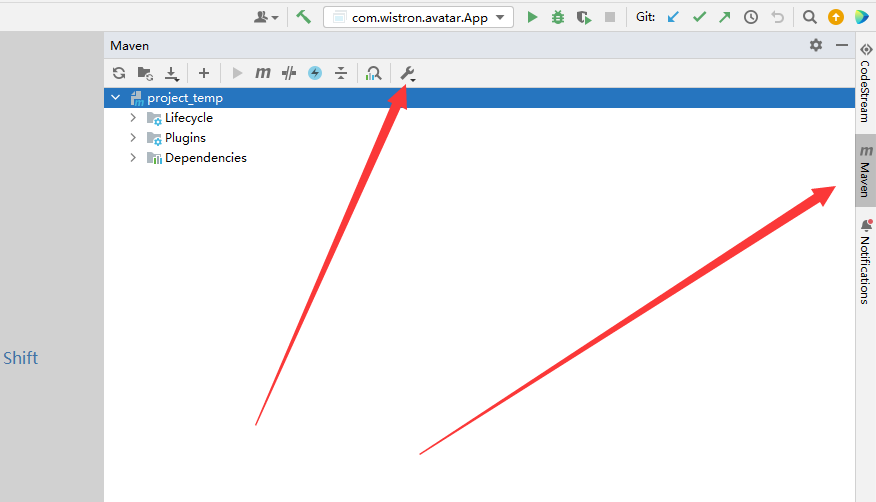 com.wistron.avatar.App
Git:
Maven
project_temp
Lifecycle
Plugins
Dependencies
Shift
CodeStream
Maven
Notifications